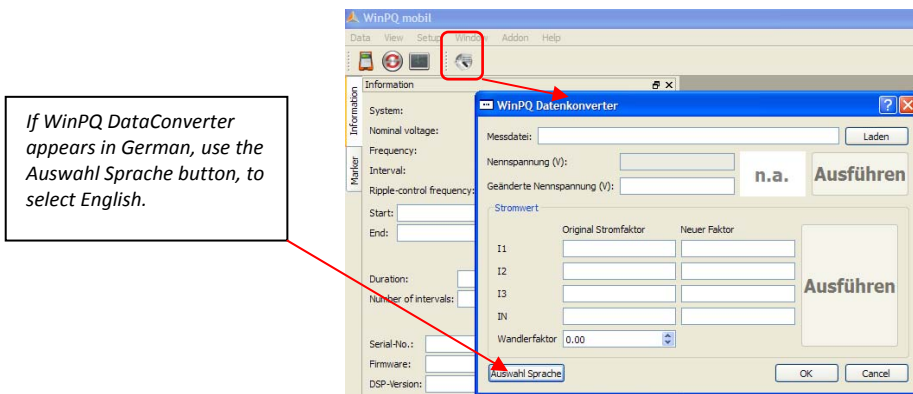 WinPQ mobil
Data View Setup Window Addon Help
Information
Information
Marker
System:
Nominal voltage:
Frequency:
Interval:
Ripple-control frequency:
Start:
End:
Duration:
Number of intervals:
Serial-No.:
Firmware:
DSP-Version:
If WinPQ DataConverter
appears in German, use the
Auswahl Sprache button, to
select English.
WinPQ Datenkonverter
Messdatei:
Laden
Nennspannung (V):
Geänderte Nennspannung (V):
n.a.
Ausführen
Stromwert
Original Stromfaktor Neuer Faktor
I1
I2
I3
IN
Wandlerfaktor 0.00
Ausführen
Auswahl Sprache
OK Cancel